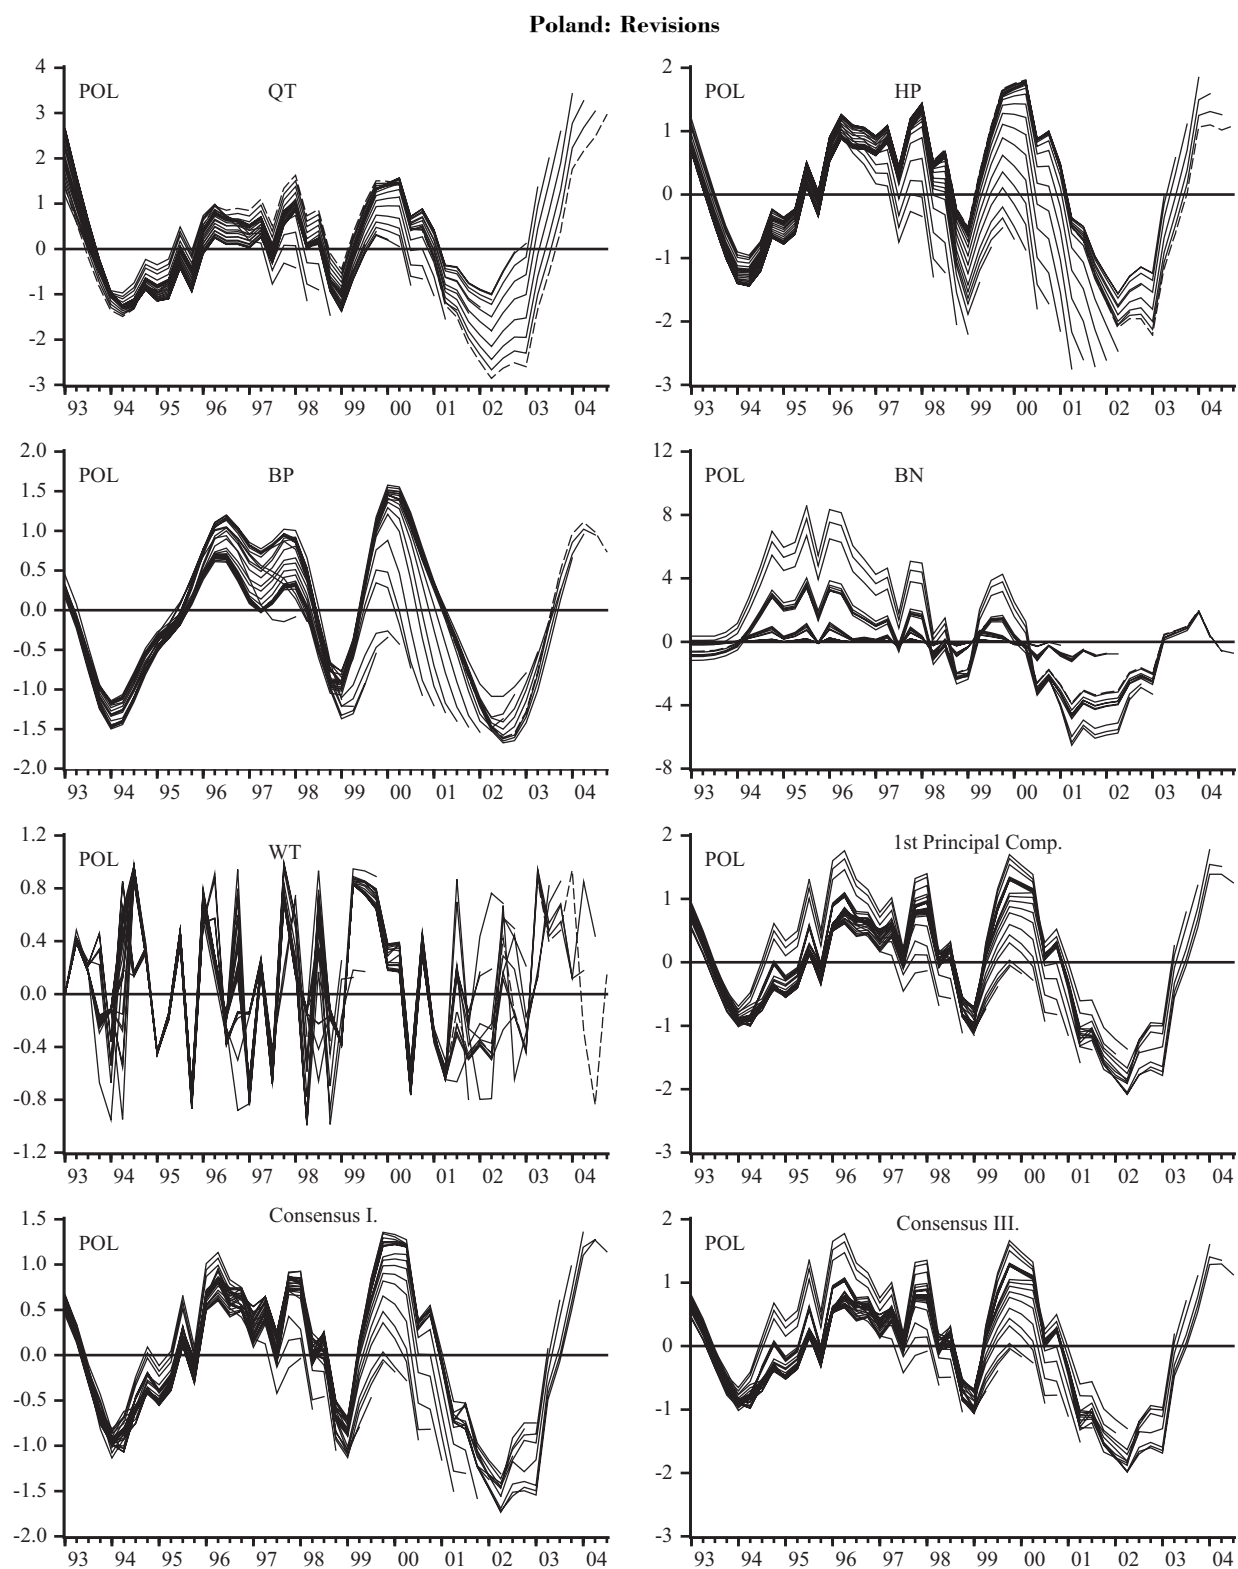 Poland: Revisions
POL QT
4
3
2
1
0
-1
-2
-3
93 94 95 96 97 98 99 00 01 02 03 04
POL HP
2
1
0
-1
-2
-3
93 94 95 96 97 98 99 00 01 02 03 04
POL BP
2.0
1.5
1.0
0.5
0.0
-0.5
-1.0
-1.5
-2.0
93 94 95 96 97 98 99 00 01 02 03 04
POL BN
12
8
4
0
-4
-8
93 94 95 96 97 98 99 00 01 02 03 04
WT
POL
1.2
0.8
0.4
0.0
-0.4
-0.8
-1.2
93 94 95 96 97 98 99 00 01 02 03 04
1st Principal Comp.
POL
2
1
0
-1
-2
-3
93 94 95 96 97 98 99 00 01 02 03 04
Consensus I.
POL
1.5
1.0
0.5
0.0
-0.5
-1.0
-1.5
-2.0
93 94 95 96 97 98 99 00 01 02 03 04
Consensus III.
POL
2
1
0
-1
-2
-3
93 94 95 96 97 98 99 00 01 02 03 04